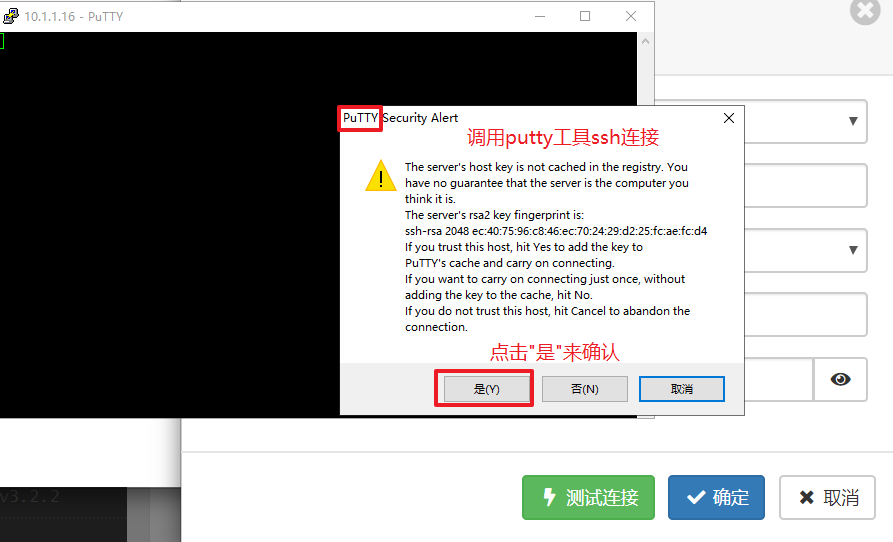 10.1.1.16 - PuTTY
PuTTY Security Alert
调用putty工具ssh连接
The server's host key is not cached in the registry. You
have no guarantee that the server is the computer you
think it is.
The server's rsa2 key fingerprint is:
ssh-rsa 2048 ec:40:75:96:c8:46:ec:70:24:29:d2:25:fc:ae:fc:d4
If you trust this host, hit Yes to add the key to
PuTTY's cache and carry on connecting.
If you want to carry on connecting just once, without
adding the key to the cache, hit No.
If you do not trust this host, hit Cancel to abandon the
connection.
点击"是"来确认
是(Y) 否(N) 取消
v3.2.2
测试连接 确定 取消